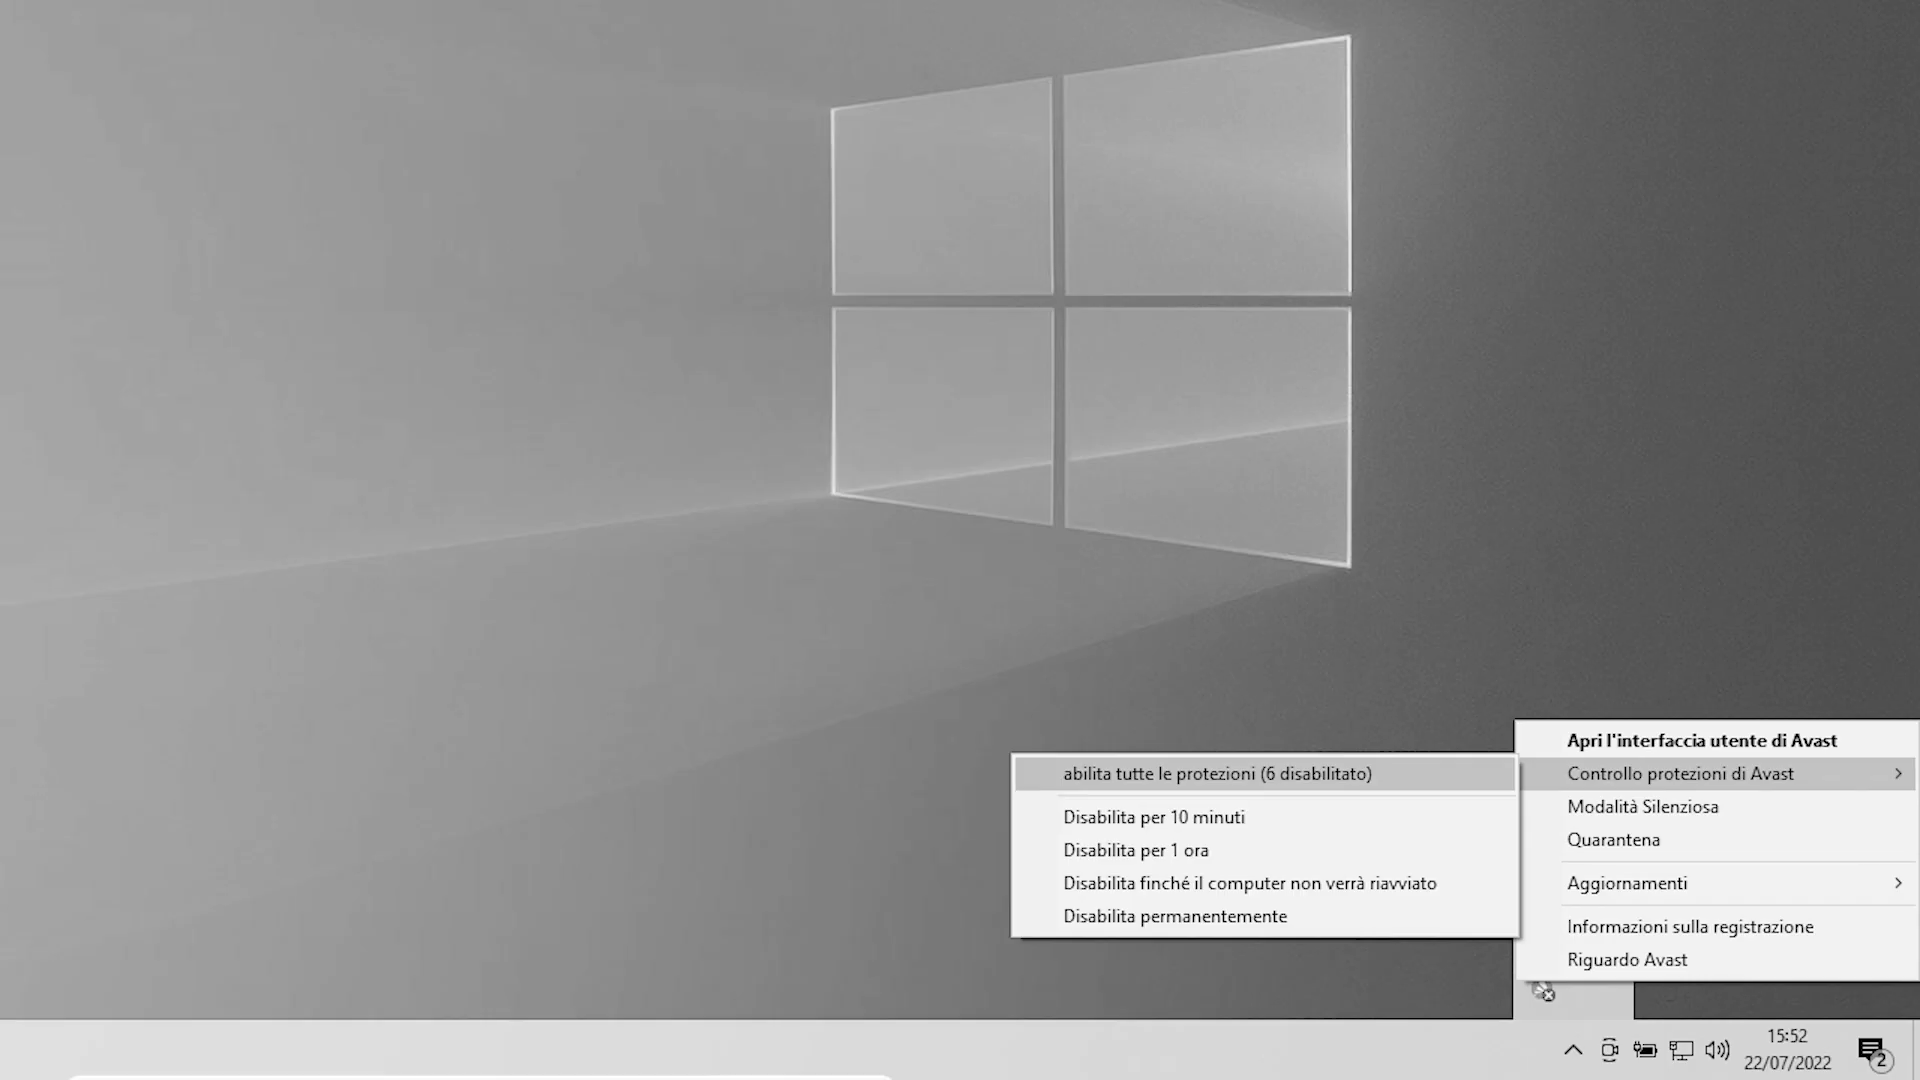 Apri l'interfaccia utente di Avast
Controllo protezioni di Avast
Modalità Silenziosa
Quarantena
Aggiornamenti
Informazioni sulla registrazione
Riguardo Avast
abilita tutte le protezioni (6 disabilitato)
Disabilita per 10 minuti
Disabilita per 1 ora
Disabilita finché il computer non verrà riavviato
Disabilita permanentemente
15:52
22/07/2022
2